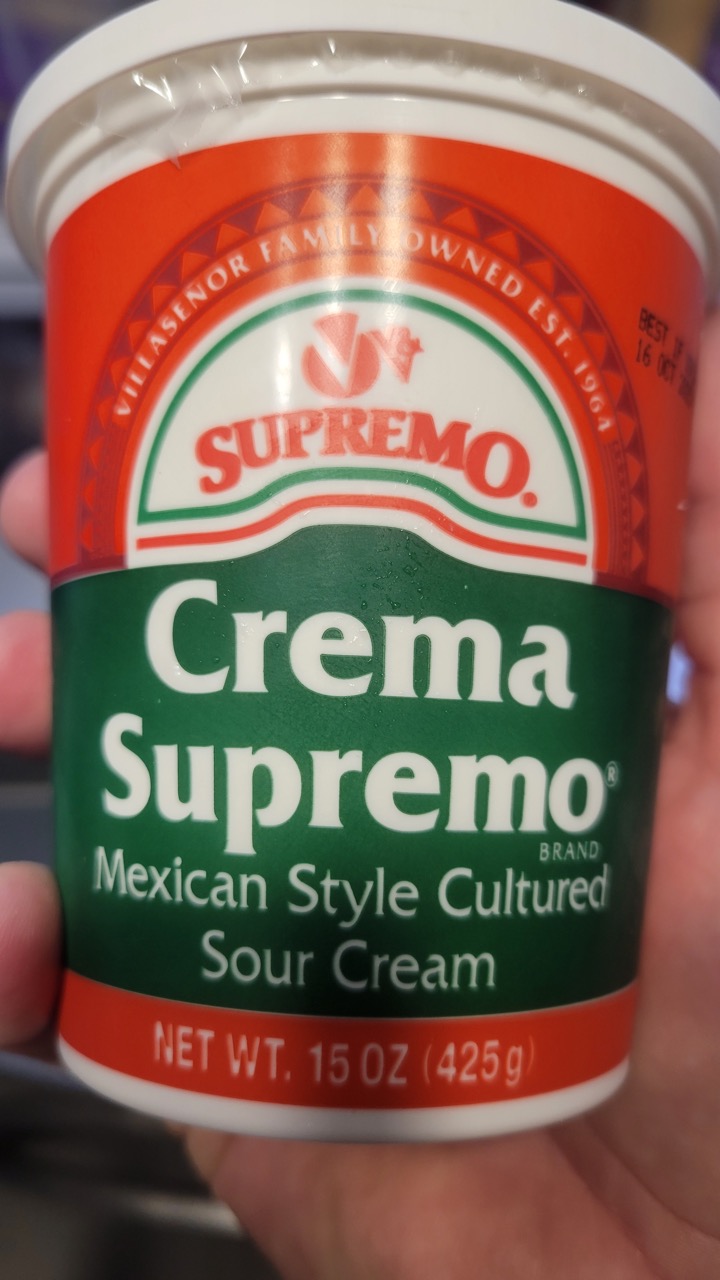 VILLASENOR FAMILY OWNED EST. 1964
V&V
SUPREMO.
BEST
16 OCT
Crema
Supremo®
BRAND
Mexican Style Cultured
Sour Cream
NET WT. 15 OZ (425g)